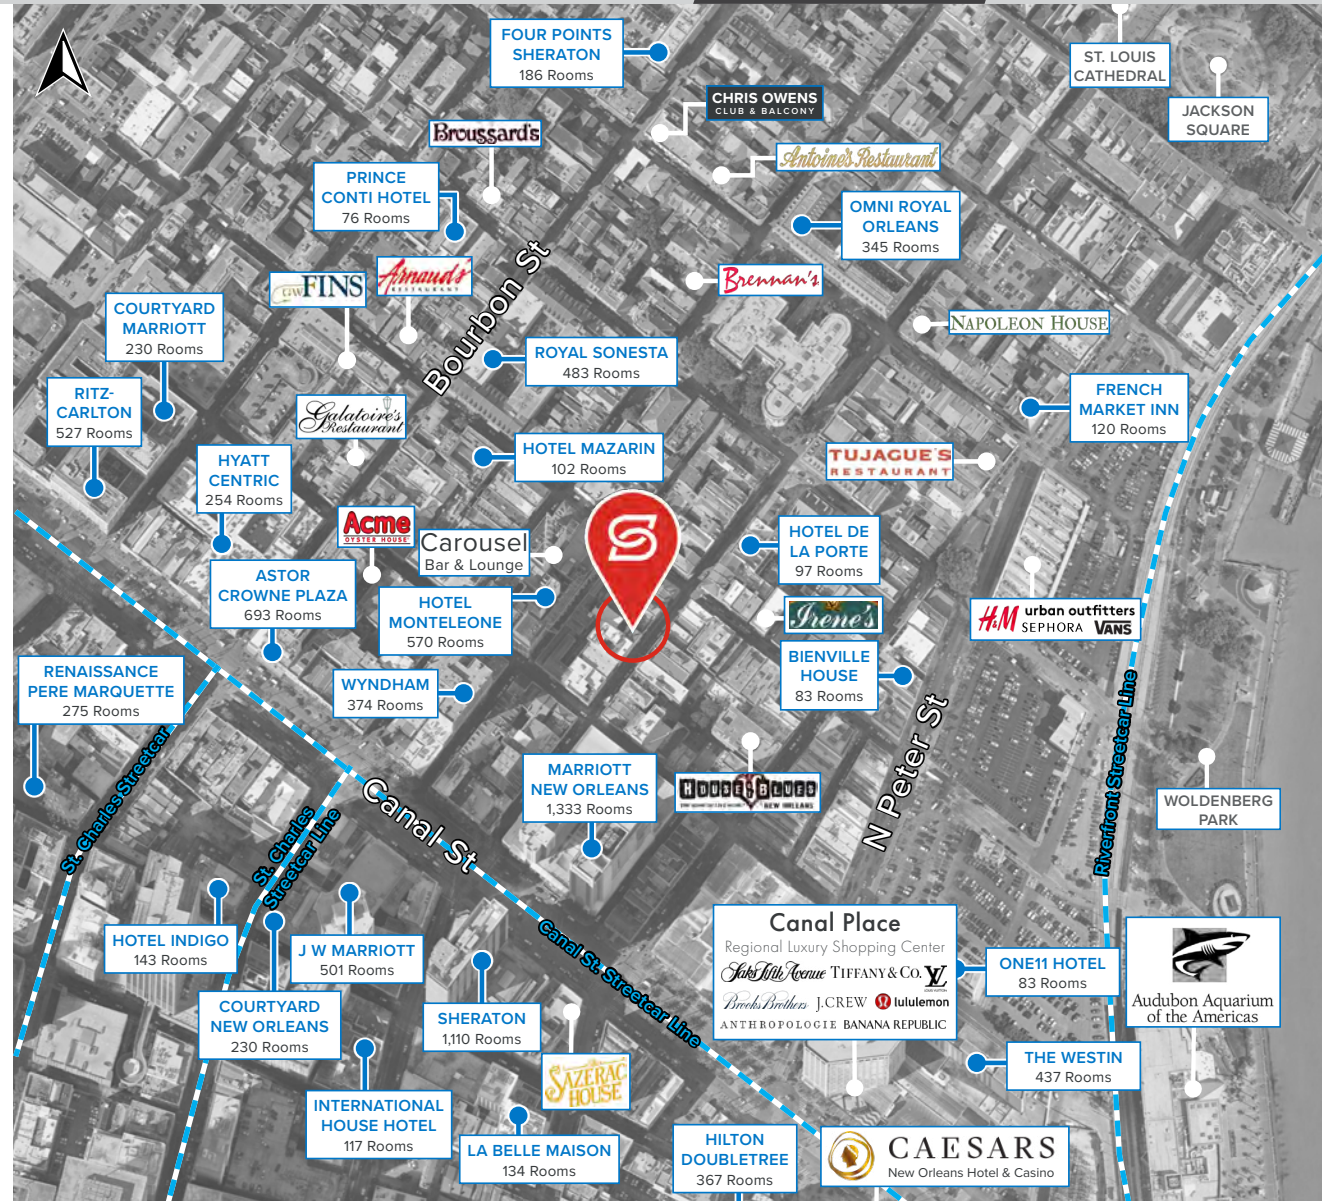 FOUR POINTS
SHERATON
186 Rooms
ST. LOUIS
CATHEDRAL
JACKSON
SQUARE
CHRIS OWENS
CLUB & BALCONY
Broussard's
Antoine's Restaurant
PRINCE
CONTI HOTEL
76 Rooms
OMNI ROYAL
ORLEANS
345 Rooms
GW FINS
Arnaud's
RESTAURANT
Brennan's
Bourbon St
COURTYARD
MARRIOTT
230 Rooms
NAPOLEON HOUSE
ROYAL SONESTA
483 Rooms
RITZ-
CARLTON
527 Rooms
FRENCH
MARKET INN
120 Rooms
Galatoire's
Restaurant
HOTEL MAZARIN
102 Rooms
TUJAGUE'S
RESTAURANT
HYATT
CENTRIC
254 Rooms
Acme
OYSTER HOUSE
Carousel
Bar & Lounge
S
HOTEL DE
LA PORTE
97 Rooms
ASTOR
CROWNE PLAZA
693 Rooms
HOTEL
MONTELEONE
570 Rooms
Irene's
H&M urban outfitters
SEPHORA VANS
RENAISSANCE
PERE MARQUETTE
275 Rooms
WYNDHAM
374 Rooms
BIENVILLE
HOUSE
83 Rooms
N Peter St
Riverfront Streetcar Line
St. Charles Streetcar
St. Charles
Streetcar Line
Canal St
MARRIOTT
NEW ORLEANS
1,333 Rooms
HOUSE OF BLUES
NEW ORLEANS
WOLDENBERG
PARK
Canal St. Streetcar Line
HOTEL INDIGO
143 Rooms
J W MARRIOTT
501 Rooms
Canal Place
Regional Luxury Shopping Center
Saks Fifth Avenue TIFFANY & CO. LV
LOUIS VUITTON
Brooks Brothers J.CREW lululemon
ANTHROPOLOGIE BANANA REPUBLIC
ONE11 HOTEL
83 Rooms
Audubon Aquarium
of the Americas
COURTYARD
NEW ORLEANS
230 Rooms
SHERATON
1,110 Rooms
SAZERAC
HOUSE
THE WESTIN
437 Rooms
INTERNATIONAL
HOUSE HOTEL
117 Rooms
LA BELLE MAISON
134 Rooms
HILTON
DOUBLETREE
367 Rooms
CAESARS
New Orleans Hotel & Casino